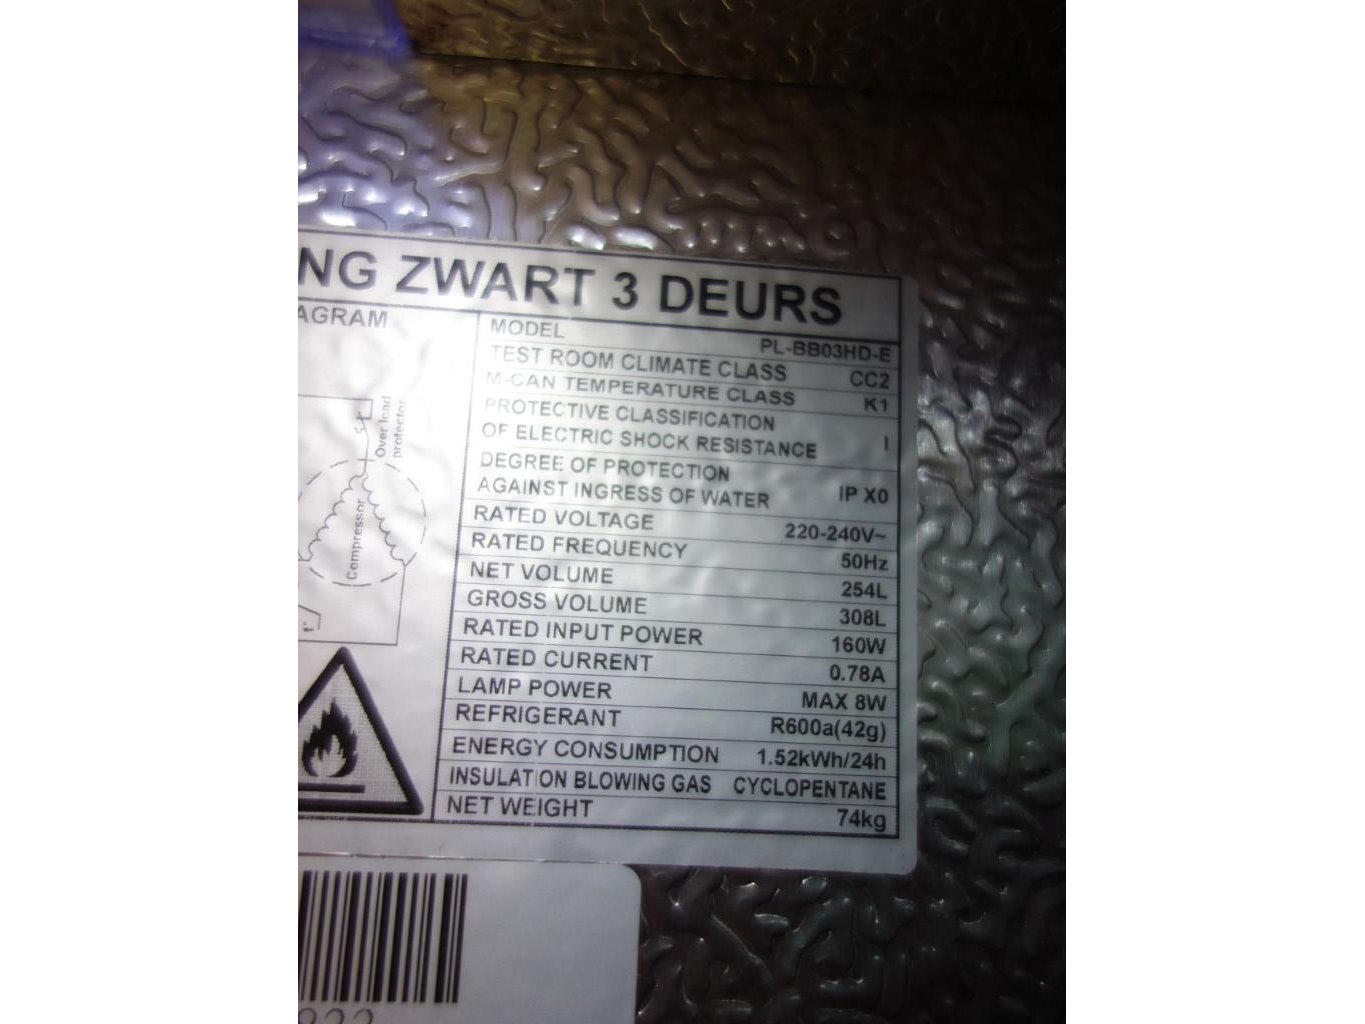 NG ZWART 3 DEURS
AGRAM
MODEL PL-BB03HD-E
TEST ROOM CLIMATE CLASS CC2
M-CAN TEMPERATURE CLASS K1
PROTECTIVE CLASSIFICATION
OF ELECTRIC SHOCK RESISTANCE I
DEGREE OF PROTECTION
AGAINST INGRESS OF WATER IP X0
RATED VOLTAGE 220-240V~
RATED FREQUENCY 50Hz
NET VOLUME 254L
GROSS VOLUME 308L
RATED INPUT POWER 160W
RATED CURRENT 0.78A
LAMP POWER MAX 8W
REFRIGERANT R600a(42g)
ENERGY CONSUMPTION 1.52kWh/24h
INSULATION BLOWING GAS CYCLOPENTANE
NET WEIGHT 74kg
Over load
protector
Compressor